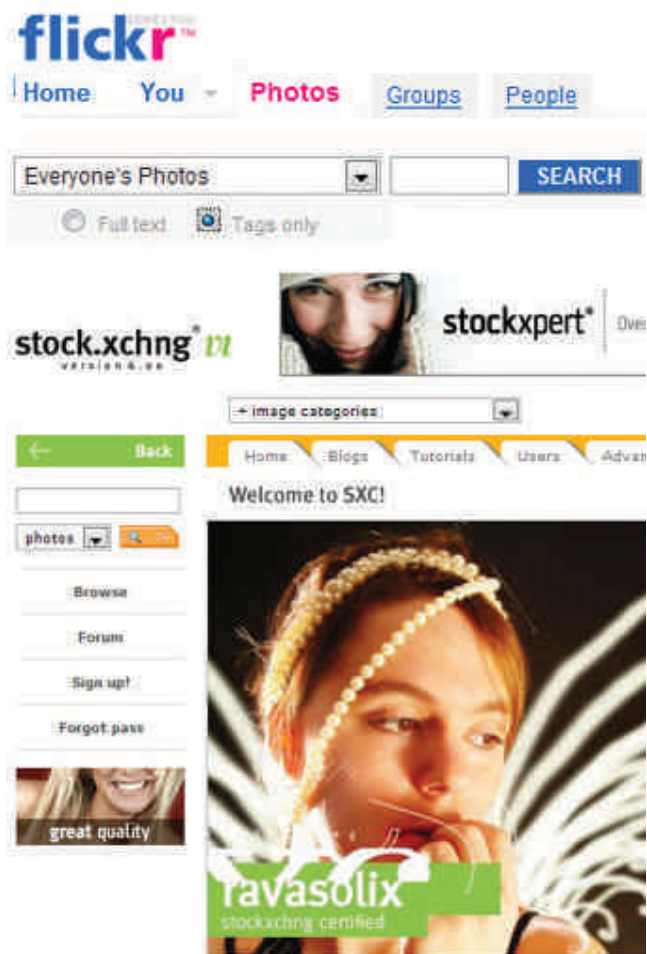 flickr™
Home You Photos Groups People
Everyone's Photos SEARCH
Full text Tags only
stock.xchng® vi
stockxpert®
+ image categories
Back
Home Blogs Tutorials Users Advan
Welcome to SXC!
photos
Browse
Forum
Sign up!
Forgot pass
great quality
ravasolix
stockxchng certified